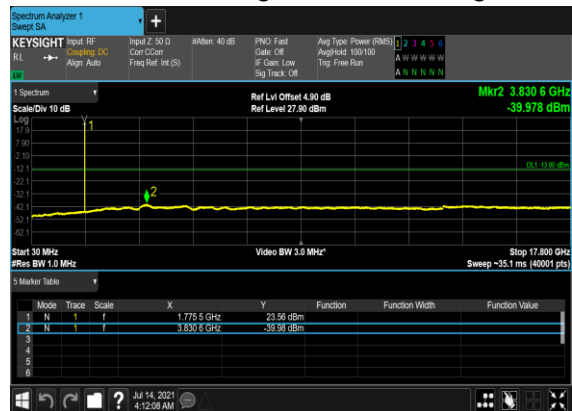 Spectrum Analyzer 1
Swept SA
+
KEYSIGHT Input: RF Input Z: 50 Ω #Atten: 40 dB PNO: Fast Avg Type: Power (RMS) 1 2 3 4 5 6
RL Coupling: DC Corr CCorr Gate: Off Avg|Hold: 100/100 A W W W W W
Align: Auto Freq Ref: Int (S) IF Gain: Low Trig: Free Run
Sig Track: Off A N N N N N
1 Spectrum Ref Lvl Offset 4.90 dB Mkr2 3.830 6 GHz
Scale/Div 10 dB Ref Level 27.90 dBm -39.978 dBm
Log
17.9
7.90
-2.10
-12.1
-22.1
-32.1
-42.1
-52.1
-62.1
1
DL1 -13.00 dBm
2
Start 30 MHz Video BW 3.0 MHz* Stop 17.800 GHz
#Res BW 1.0 MHz Sweep ~35.1 ms (40001 pts)
5 Marker Table
Mode Trace Scale X Y Function Function Width Function Value
1 N 1 f 1.775 5 GHz 23.56 dBm
2 N 1 f 3.830 6 GHz -39.98 dBm
3
4
5
6
? Jul 14, 2021
4:12:08 AM